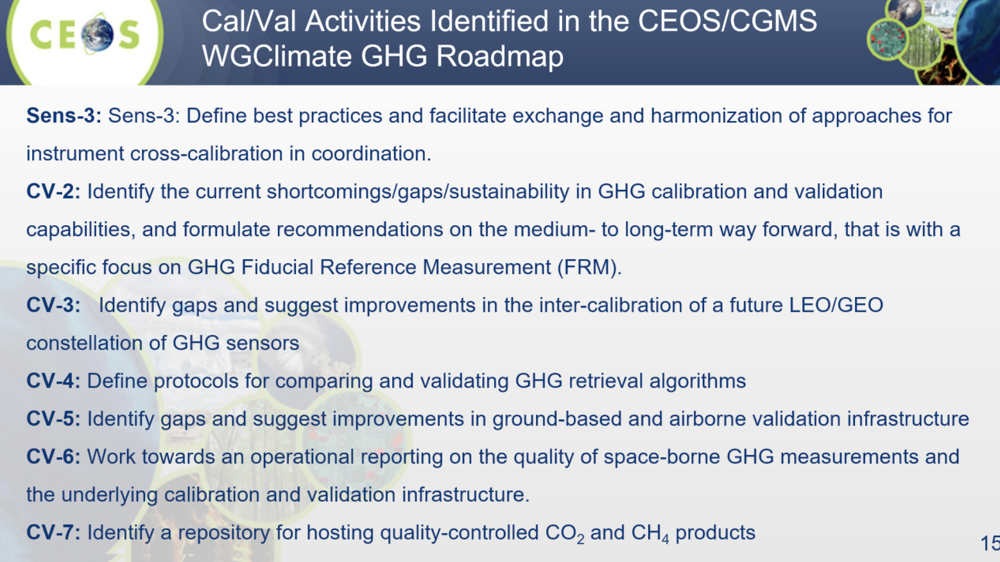 CEOS
Cal/Val Activities Identified in the CEOS/CGMS
WGClimate GHG Roadmap
Sens-3: Sens-3: Define best practices and facilitate exchange and harmonization of approaches for
instrument cross-calibration in coordination.
CV-2: Identify the current shortcomings/gaps/sustainability in GHG calibration and validation
capabilities, and formulate recommendations on the medium- to long-term way forward, that is with a
specific focus on GHG Fiducial Reference Measurement (FRM).
CV-3: Identify gaps and suggest improvements in the inter-calibration of a future LEO/GEO
constellation of GHG sensors
CV-4: Define protocols for comparing and validating GHG retrieval algorithms
CV-5: Identify gaps and suggest improvements in ground-based and airborne validation infrastructure
CV-6: Work towards an operational reporting on the quality of space-borne GHG measurements and
the underlying calibration and validation infrastructure.
CV-7: Identify a repository for hosting quality-controlled CO₂ and CH₄ products
15